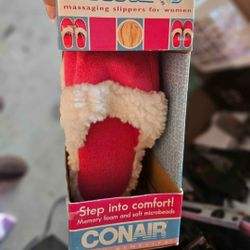 massaging slippers for women
Step into comfort!
Memory foam and soft microbeads
CONAIR